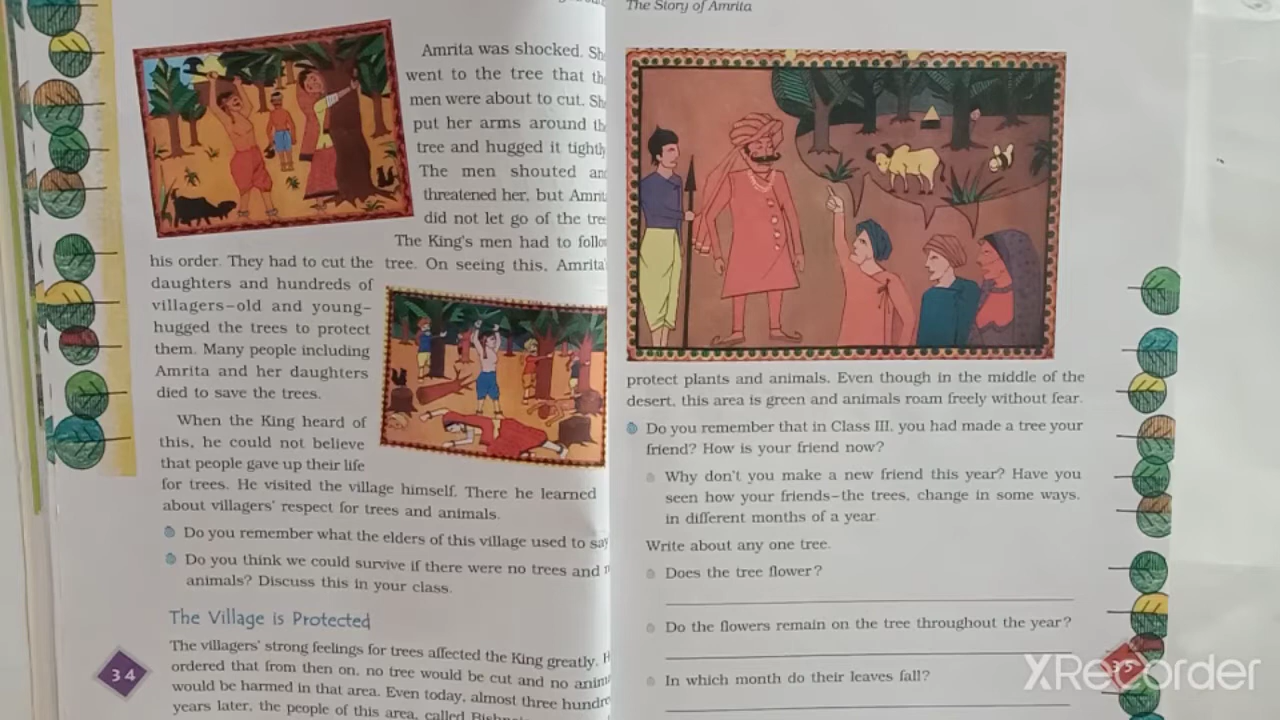 Amrita was shocked. She
went to the tree that the
men were about to cut. She
put her arms around the
tree and hugged it tightly
The men shouted and
threatened her, but Amrita
did not let go of the tree
The King's men had to follow
his order. They had to cut the tree. On seeing this, Amrita's
daughters and hundreds of
villagers–old and young–
hugged the trees to protect
them. Many people including
Amrita and her daughters
died to save the trees.
When the King heard of
this, he could not believe
that people gave up their life
for trees. He visited the village himself. There he learned
about villagers' respect for trees and animals.
Do you remember what the elders of this village used to say
Do you think we could survive if there were no trees and
animals? Discuss this in your class.
The Village is Protected
The villagers' strong feelings for trees affected the King greatly.
ordered that from then on, no tree would be cut and no
would be harmed in that area. Even today, almost three
years later, the people of this area, called
34
The Story of Amrita
protect plants and animals. Even though in the middle of the
desert, this area is green and animals roam freely without fear.
Do you remember that in Class III, you had made a tree your
friend? How is your friend now?
Why don't you make a new friend this year? Have you
seen how your friends–the trees, change in some ways,
in different months of a year
Write about any one tree.
Does the tree flower?
Do the flowers remain on the tree throughout the year?
In which month do their leaves fall?
35
XRecorder